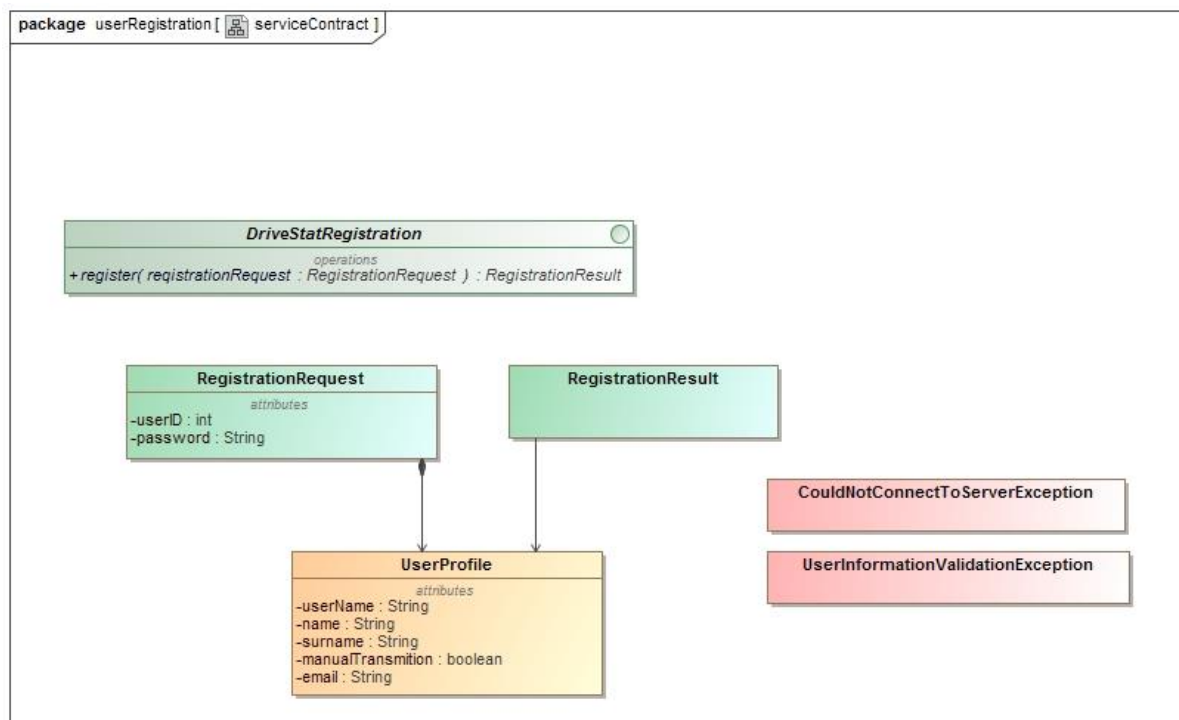 package userRegistration [ serviceContract ]
DriveStatRegistration
operations
+register( registrationRequest : RegistrationRequest ) : RegistrationResult
RegistrationRequest
attributes
-userID : int
-password : String
RegistrationResult
CouldNotConnectToServerException
UserInformationValidationException
UserProfile
attributes
-userName : String
-name : String
-surname : String
-manualTransmition : boolean
-email : String